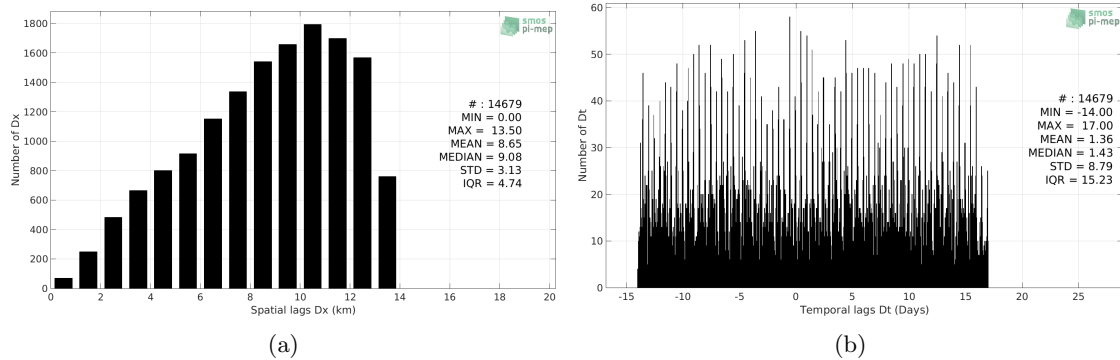 smos
pi-mep
1800
1600
1400
1200
1000
800
600
400
200
0
Number of Dx
# : 14679
MIN = 0.00
MAX = 13.50
MEAN = 8.65
MEDIAN = 9.08
STD = 3.13
IQR = 4.74
0 2 4 6 8 10 12 14 16 18 20
Spatial lags Dx (km)
(a)
smos
pi-mep
60
50
40
30
20
10
0
Number of Dt
# : 14679
MIN = -14.00
MAX = 17.00
MEAN = 1.36
MEDIAN = 1.43
STD = 8.79
IQR = 15.23
-15 -10 -5 0 5 10 15 20 25
Temporal lags Dt (Days)
(b)